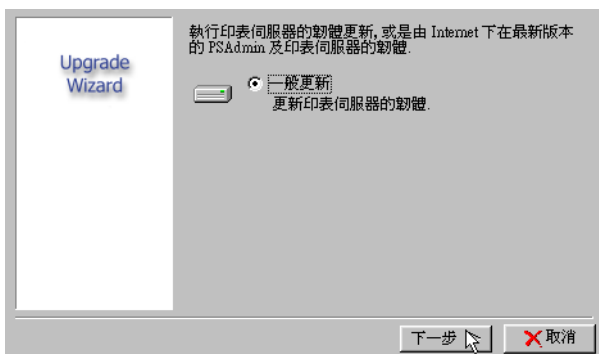 Upgrade
Wizard
執行印表伺服器的韌體更新, 或是由 Internet 下在最新版本
的 PSAdmin 及印表伺服器的韌體.
一般更新
更新印表伺服器的韌體.
下一步
取消